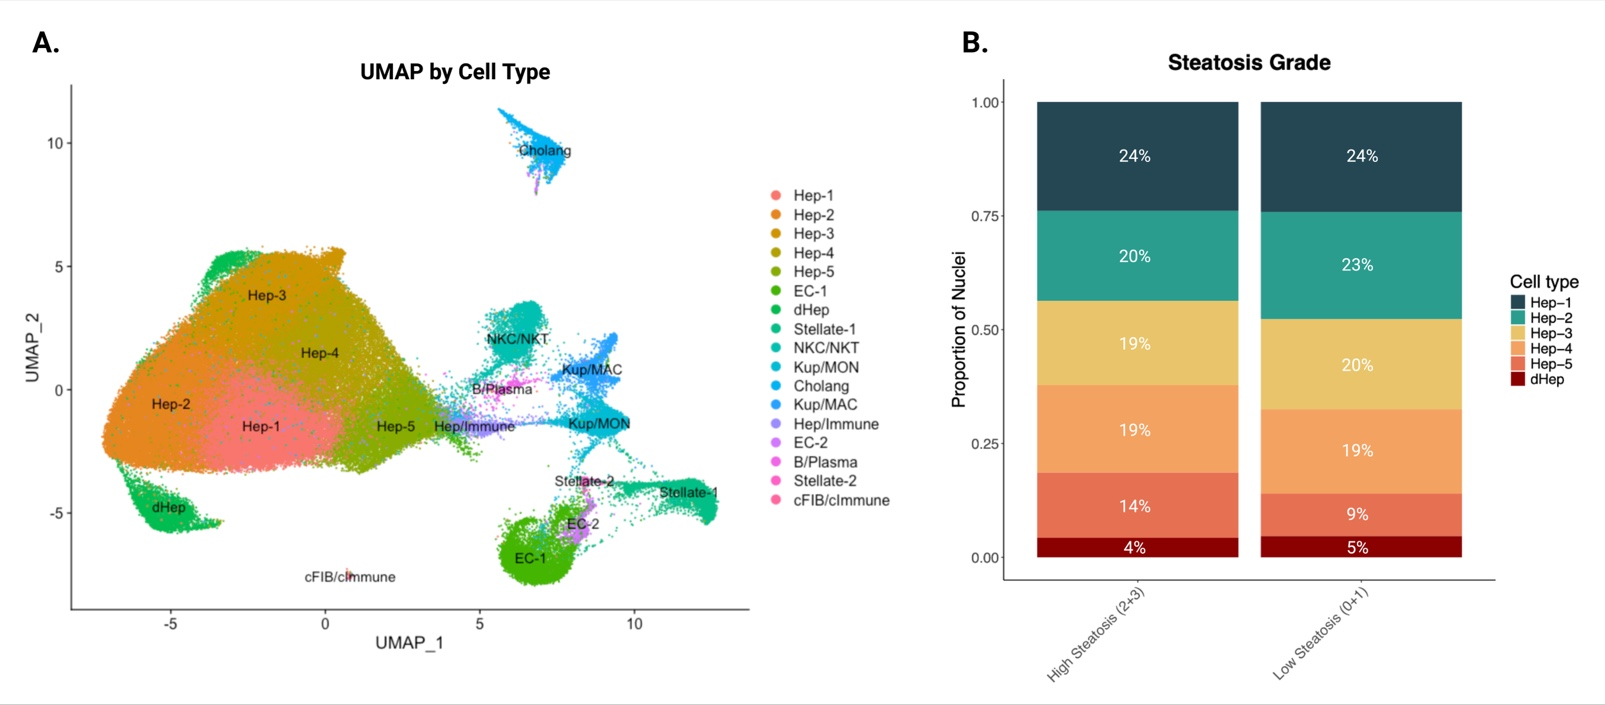 A.
UMAP by Cell Type
UMAP_2
10
5
0
-5
-5
0
5
10
UMAP_1
Cholang
Hep-3
Hep-4
NKC/NKT
Kup/MAC
B/Plasma
Hep-2
Hep-1
Hep-5
Hep/Immune
Kup/MON
Stellate-2
Stellate-1
dHep
EC-2
EC-1
cFIB/cImmune
Hep-1
Hep-2
Hep-3
Hep-4
Hep-5
EC-1
dHep
Stellate-1
NKC/NKT
Kup/MON
Cholang
Kup/MAC
Hep/Immune
EC-2
B/Plasma
Stellate-2
cFIB/cImmune
B.
Steatosis Grade
Proportion of Nuclei
1.00
0.75
0.50
0.25
0.00
24%
20%
19%
19%
14%
4%
24%
23%
20%
19%
9%
5%
High Steatosis (2+3)
Low Steatosis (0+1)
Cell type
Hep−1
Hep−2
Hep−3
Hep−4
Hep−5
dHep